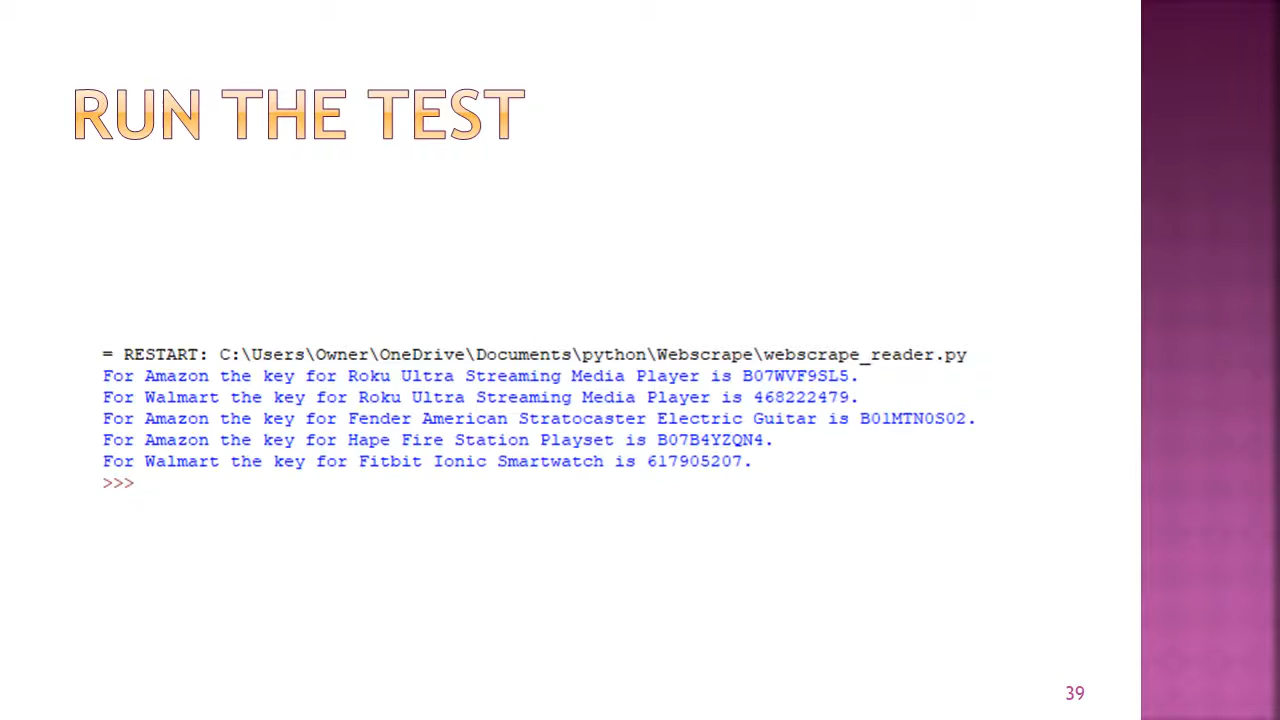 RUN THE TEST
= RESTART: C:\Users\Owner\OneDrive\Documents\python\Webscrape\webscrape_reader.py
For Amazon the key for Roku Ultra Streaming Media Player is B07WVF9SL5.
For Walmart the key for Roku Ultra Streaming Media Player is 468222479.
For Amazon the key for Fender American Stratocaster Electric Guitar is B01MTN0S02.
For Amazon the key for Hape Fire Station Playset is B07B4YZQN4.
For Walmart the key for Fitbit Ionic Smartwatch is 617905207.
>>>
39